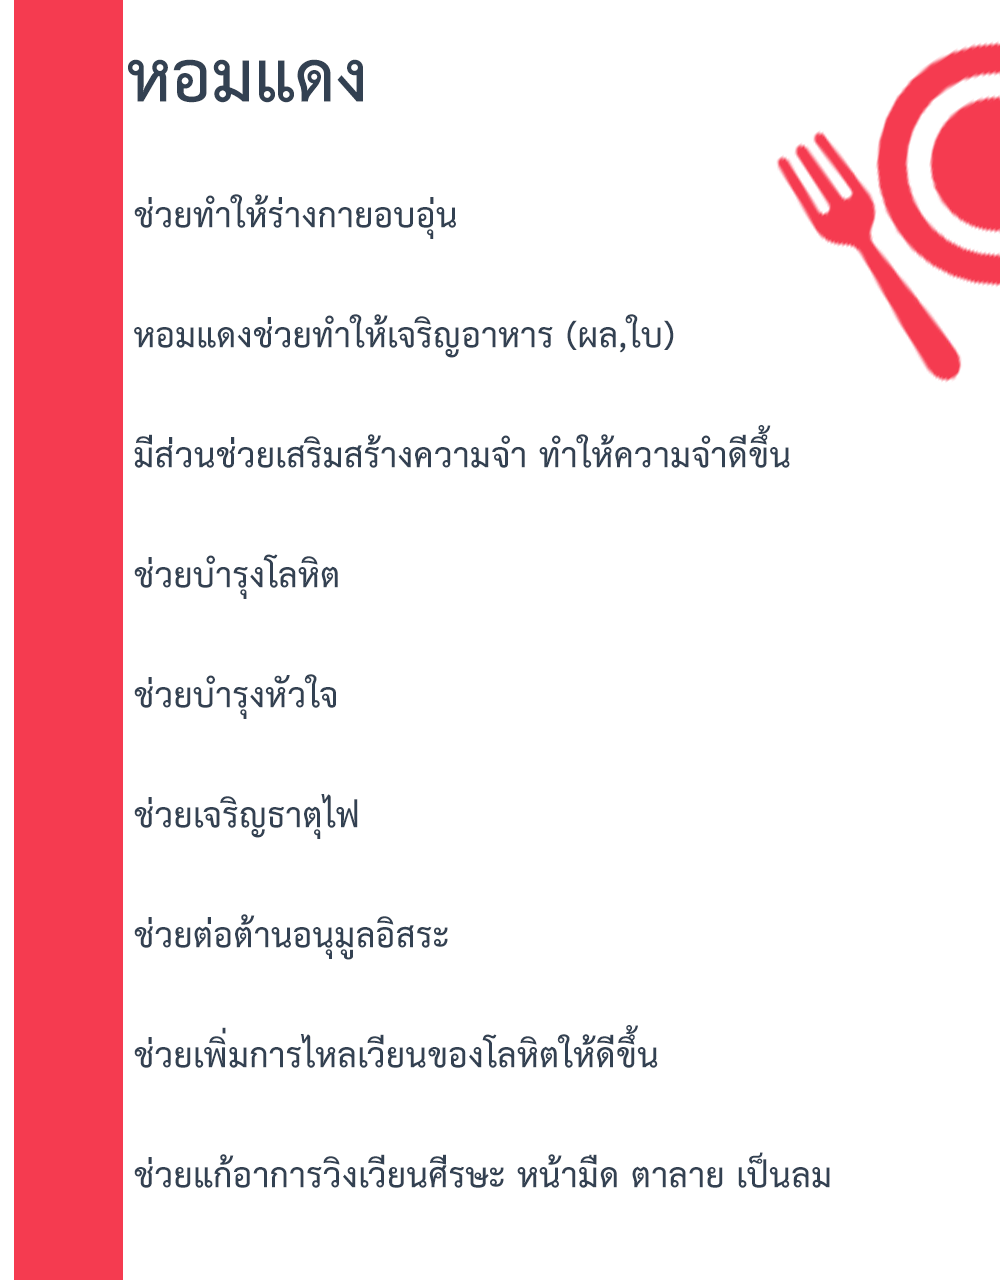 หอมแดง
ช่วยทำให้ร่างกายอบอุ่น
หอมแดงช่วยทำให้เจริญอาหาร (ผล,ใบ)
มีส่วนช่วยเสริมสร้างความจำ ทำให้ความจำดีขึ้น
ช่วยบำรุงโลหิต
ช่วยบำรุงหัวใจ
ช่วยเจริญธาตุไฟ
ช่วยต่อต้านอนุมูลอิสระ
ช่วยเพิ่มการไหลเวียนของโลหิตให้ดีขึ้น
ช่วยแก้อาการวิงเวียนศีรษะ หน้ามืด ตาลาย เป็นลม